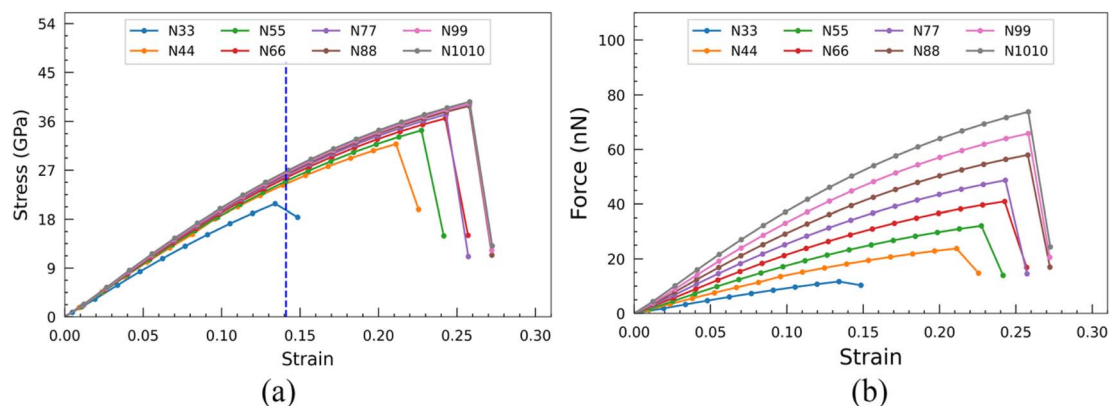 N33 N55 N77 N99
N44 N66 N88 N1010
Stress (GPa)
54
45
36
27
18
9
0
0.00 0.05 0.10 0.15 0.20 0.25 0.30
Strain
(a)
N33 N55 N77 N99
N44 N66 N88 N1010
Force (nN)
100
80
60
40
20
0
0.00 0.05 0.10 0.15 0.20 0.25 0.30
Strain
(b)